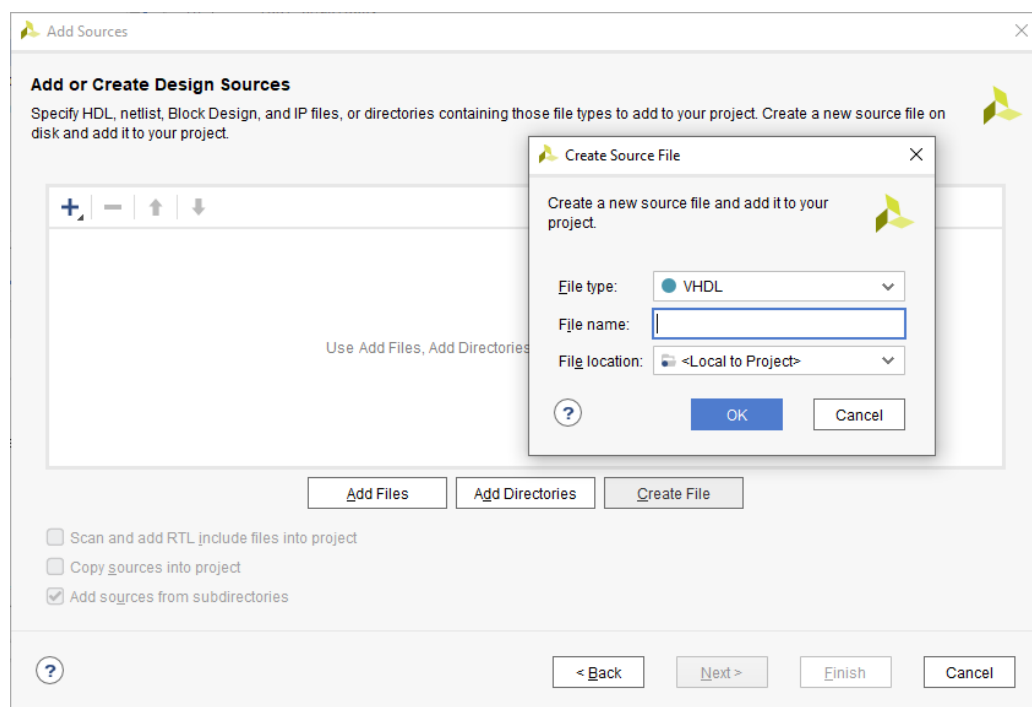 Add Sources
Add or Create Design Sources
Specify HDL, netlist, Block Design, and IP files, or directories containing those file types to add to your project. Create a new source file on
disk and add it to your project.
Create Source File
Create a new source file and add it to your
project.
File type: VHDL
File name:
File location: <Local to Project>
? OK Cancel
Use Add Files, Add Directories
Add Files Add Directories Create File
Scan and add RTL include files into project
Copy sources into project
Add sources from subdirectories
? < Back Next > Finish Cancel